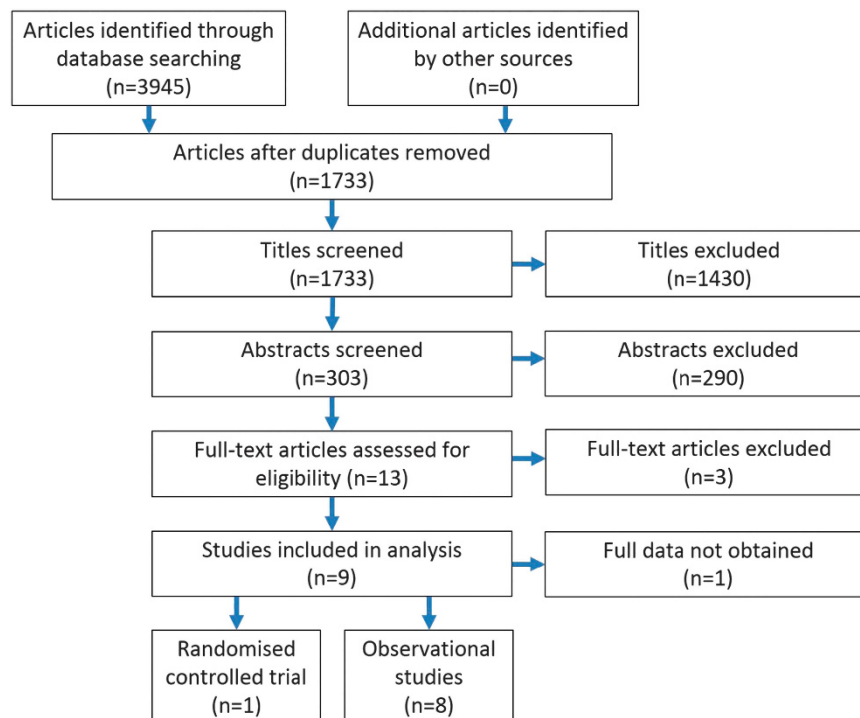 Articles identified through
database searching
(n=3945)
Additional articles identified
by other sources
(n=0)
Articles after duplicates removed
(n=1733)
Titles screened
(n=1733)
Titles excluded
(n=1430)
Abstracts screened
(n=303)
Abstracts excluded
(n=290)
Full-text articles assessed for
eligibility (n=13)
Full-text articles excluded
(n=3)
Studies included in analysis
(n=9)
Full data not obtained
(n=1)
Randomised
controlled trial
(n=1)
Observational
studies
(n=8)